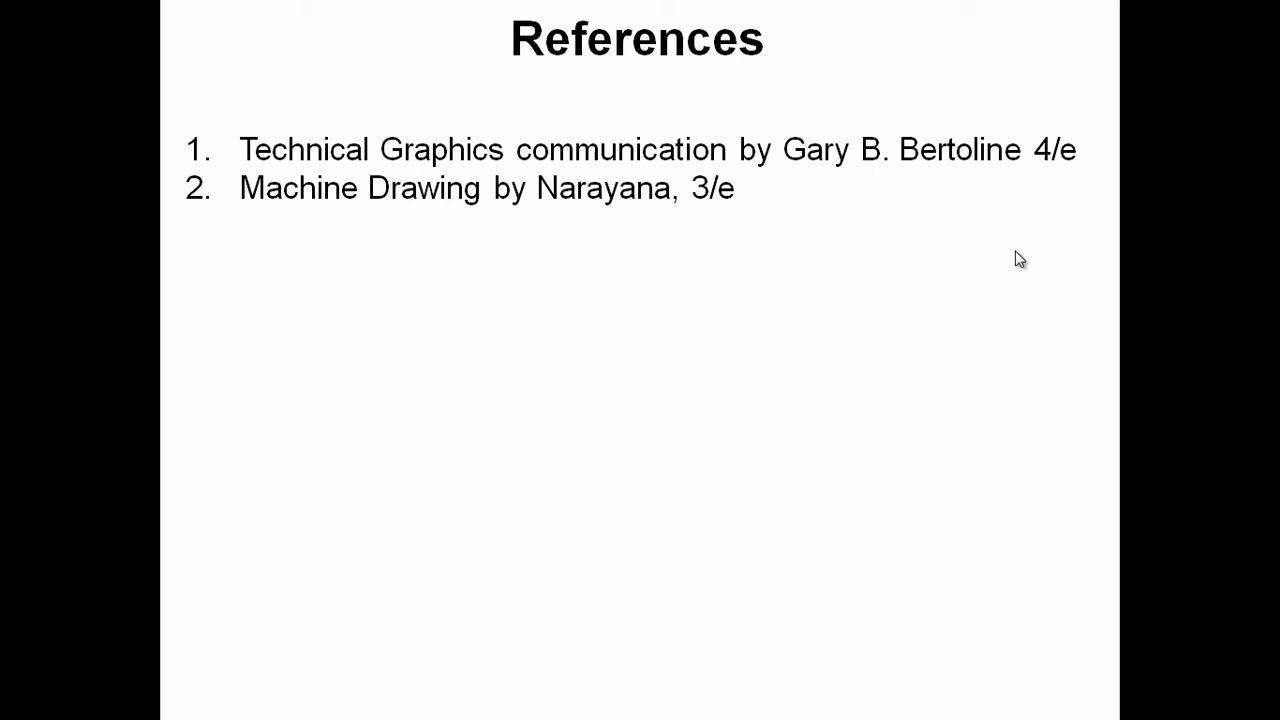 References
1. Technical Graphics communication by Gary B. Bertoline 4/e
2. Machine Drawing by Narayana, 3/e